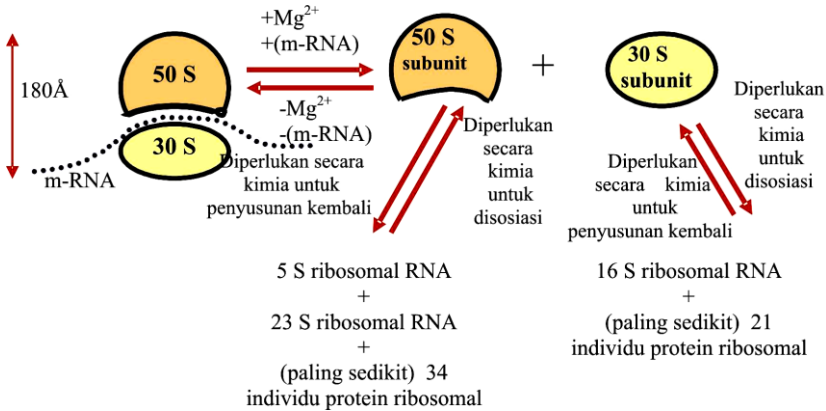 180Å
50 S
30 S
m-RNA
+Mg²⁺
+(m-RNA)
-Mg²⁺
-(m-RNA)
50 S
subunit
+
30 S
subunit
Diperlukan secara
kimia untuk
penyusunan kembali
Diperlukan
secara
kimia
untuk
disosiasi
Diperlukan
secara kimia
untuk
penyusunan kembali
Diperlukan
secara
kimia
untuk
disosiasi
5 S ribosomal RNA
+
23 S ribosomal RNA
+
(paling sedikit) 34
individu protein ribosomal
16 S ribosomal RNA
+
(paling sedikit) 21
individu protein ribosomal